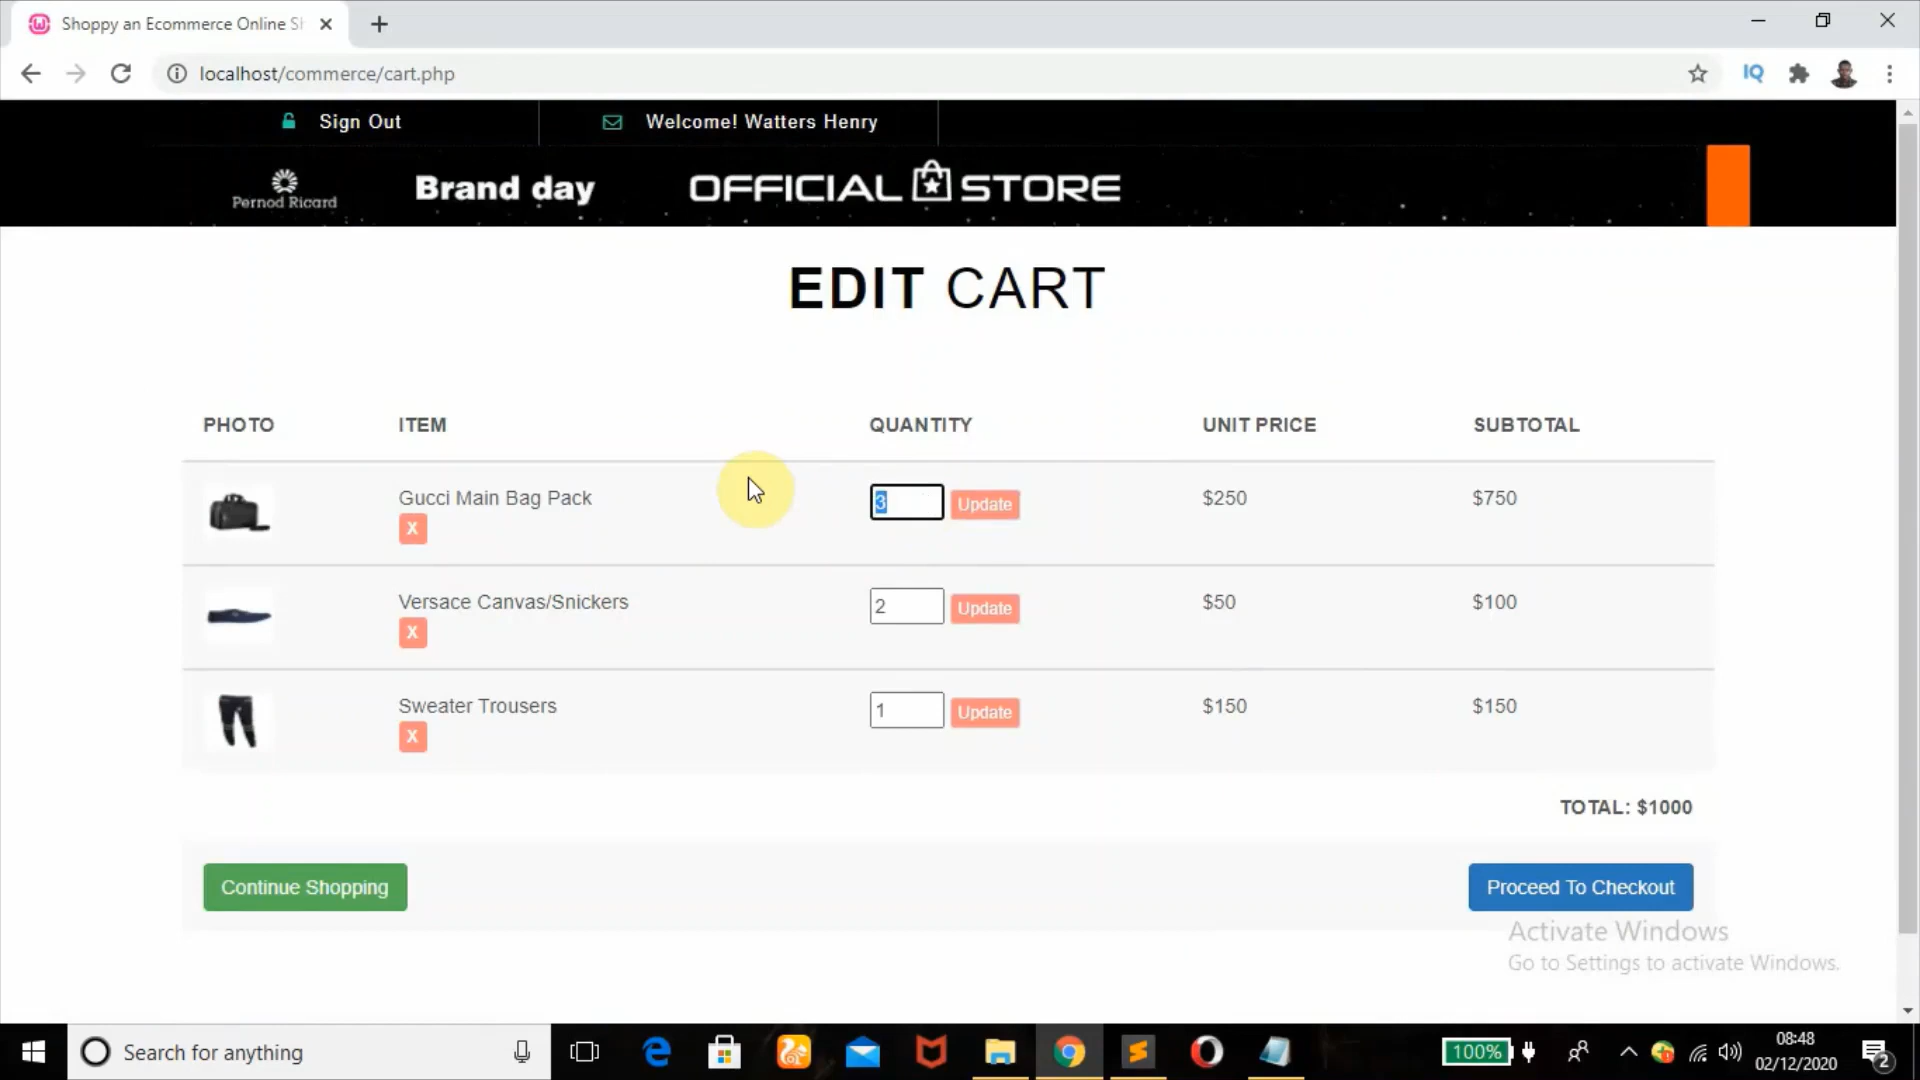 Shoppy an Ecommerce Online Sh
localhost/commerce/cart.php
IQ
Sign Out
Welcome! Watters Henry
Pernod Ricard
Brand day
OFFICIAL STORE
EDIT CART
PHOTO ITEM QUANTITY UNIT PRICE SUBTOTAL
Gucci Main Bag Pack 3 Update $250 $750
X
Versace Canvas/Snickers 2 Update $50 $100
X
Sweater Trousers 1 Update $150 $150
X
TOTAL: $1000
Continue Shopping Proceed To Checkout
Activate Windows
Go to Settings to activate Windows.
Search for anything
100%
08:48
02/12/2020
2